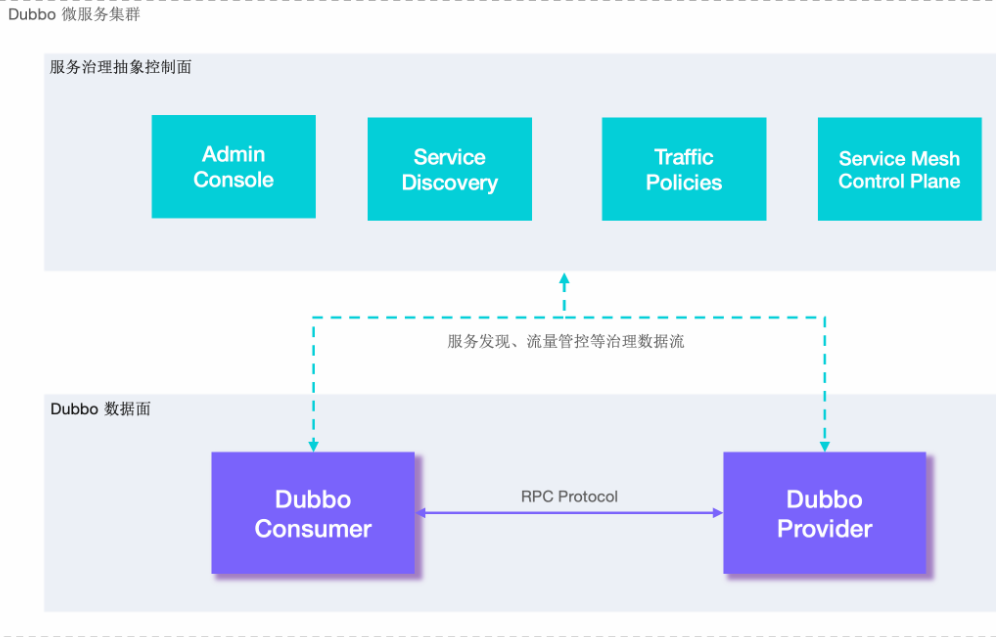 Dubbo 微服务集群
服务治理抽象控制面
Admin
Console
Service
Discovery
Traffic
Policies
Service Mesh
Control Plane
服务发现、流量管控等治理数据流
Dubbo 数据面
Dubbo
Consumer
RPC Protocol
Dubbo
Provider